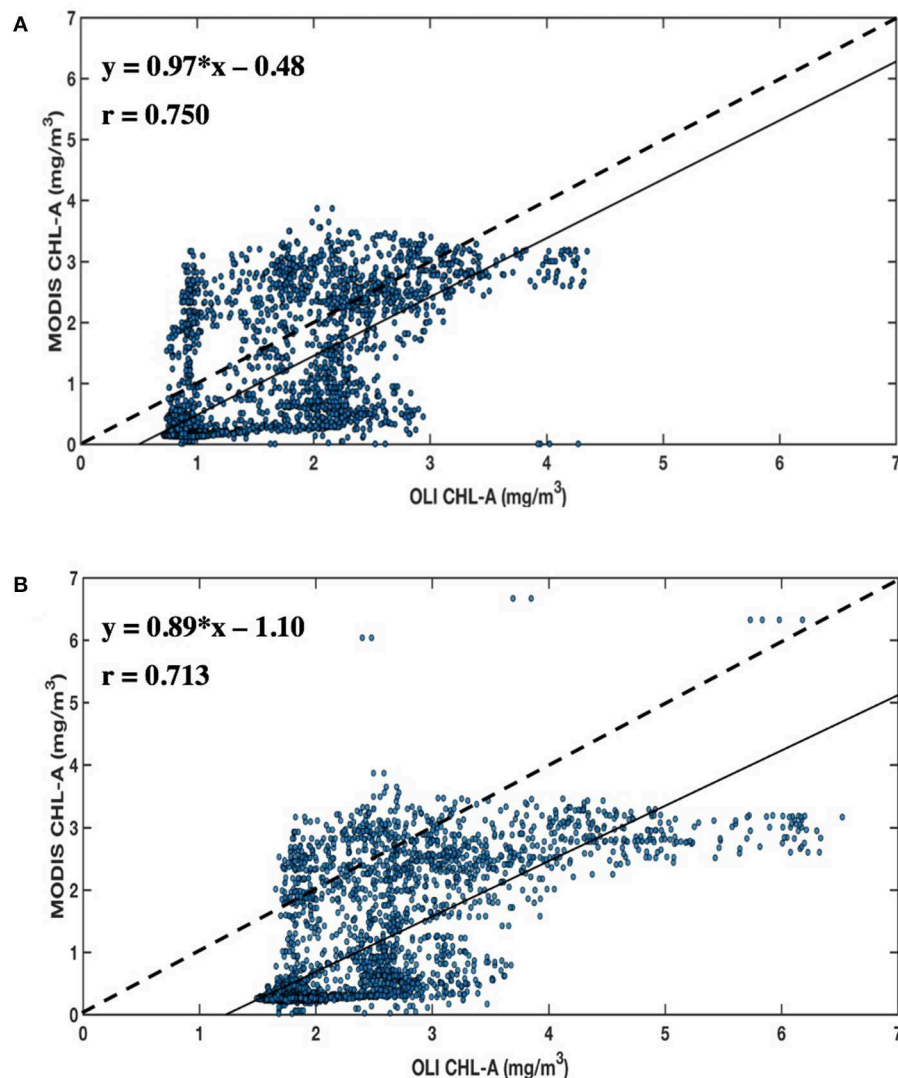 A
y = 0.97*x – 0.48
r = 0.750
MODIS CHL-A (mg/m³)
7
6
5
4
3
2
1
0
0 1 2 3 4 5 6 7
OLI CHL-A (mg/m³)
B
y = 0.89*x – 1.10
r = 0.713
MODIS CHL-A (mg/m³)
7
6
5
4
3
2
1
0
0 1 2 3 4 5 6 7
OLI CHL-A (mg/m³)